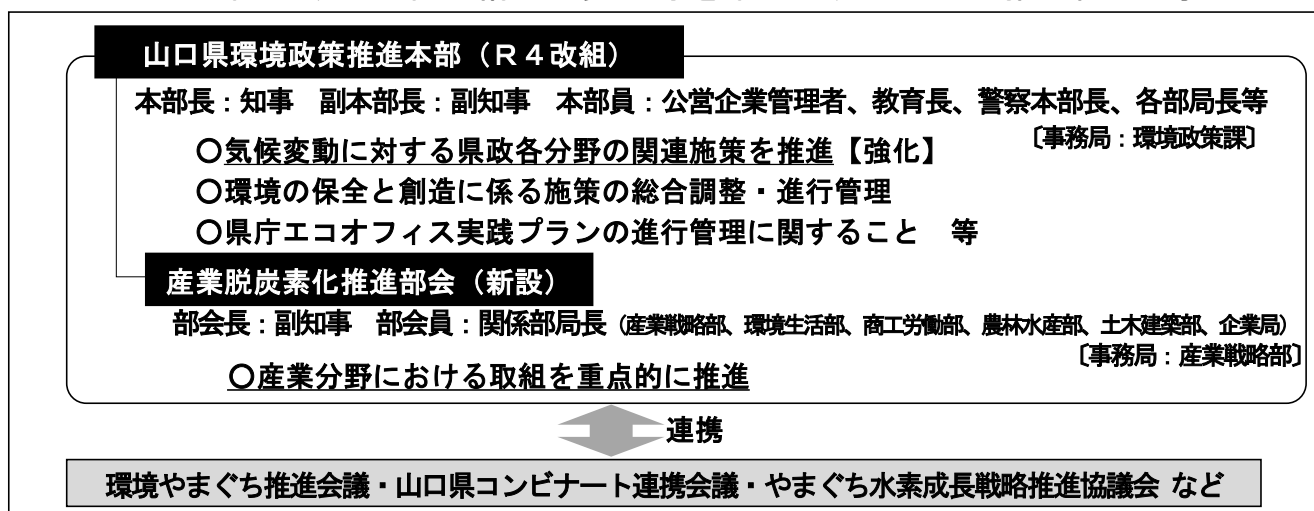 山口県環境政策推進本部（Ｒ４改組）
本部長：知事　副本部長：副知事　本部員：公営企業管理者、教育長、警察本部長、各部局長等
〔事務局：環境政策課〕
○気候変動に対する県政各分野の関連施策を推進【強化】
○環境の保全と創造に係る施策の総合調整・進行管理
○県庁エコオフィス実践プランの進行管理に関すること　等
産業脱炭素化推進部会（新設）
部会長：副知事　部会員：関係部局長（産業戦略部、環境生活部、商工労働部、農林水産部、土木建築部、企業局）
〔事務局：産業戦略部〕
○産業分野における取組を重点的に推進
連携
環境やまぐち推進会議・山口県コンビナート連携会議・やまぐち水素成長戦略推進協議会 など